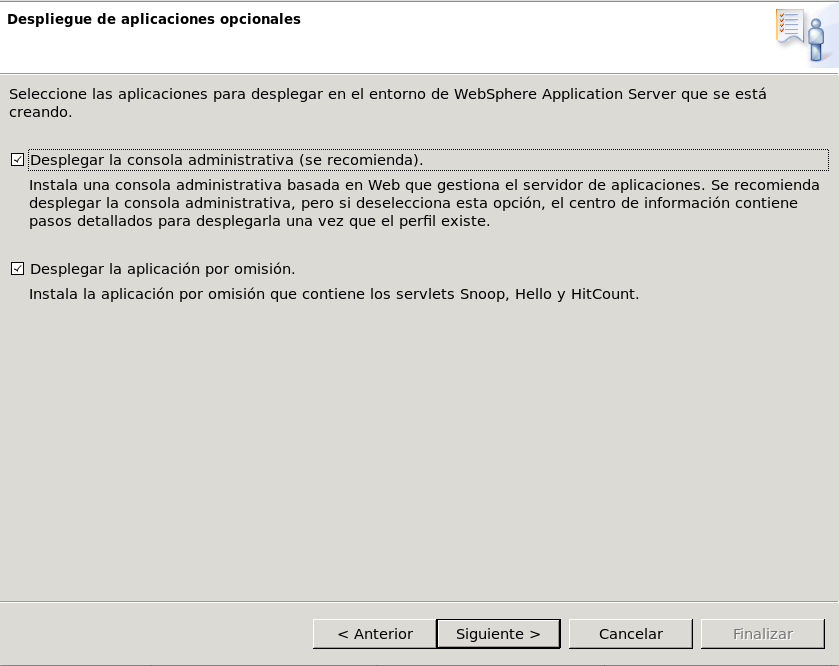 Despliegue de aplicaciones opcionales
Seleccione las aplicaciones para desplegar en el entorno de WebSphere Application Server que se está
creando.
Desplegar la consola administrativa (se recomienda).
Instala una consola administrativa basada en Web que gestiona el servidor de aplicaciones. Se recomienda
desplegar la consola administrativa, pero si deselecciona esta opción, el centro de información contiene
pasos detallados para desplegarla una vez que el perfil existe.
Desplegar la aplicación por omisión.
Instala la aplicación por omisión que contiene los servlets Snoop, Hello y HitCount.
< Anterior
Siguiente >
Cancelar
Finalizar